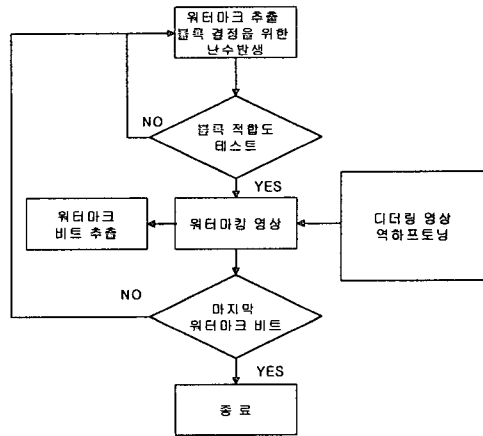 워터마크 추출
블록 결정을 위한
난수반생
NO
블록 적합도
테스트
YES
워터마크
비트 추출
워터마킹 영상
디더링 영상
역하프토닝
NO
마지막
워터마크 비트
YES
종 료